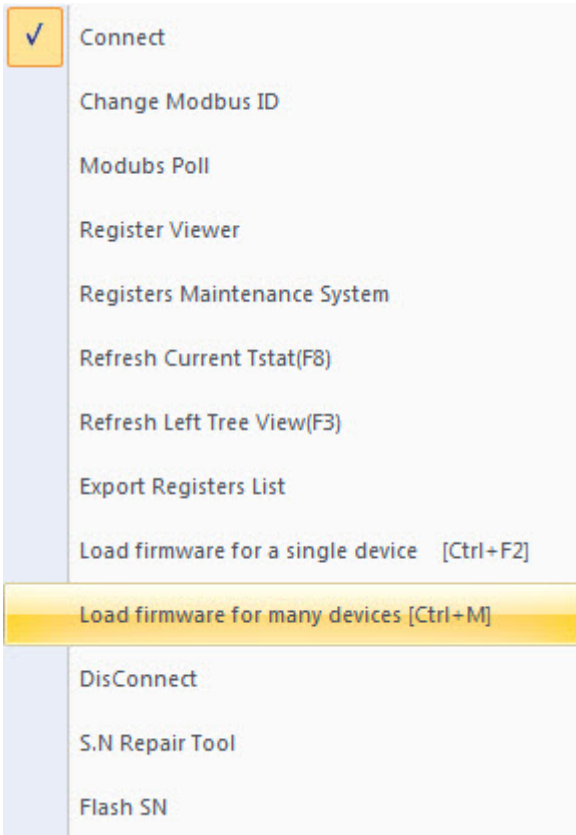 Connect
Change Modbus ID
Modubs Poll
Register Viewer
Registers Maintenance System
Refresh Current Tstat(F8)
Refresh Left Tree View(F3)
Export Registers List
Load firmware for a single device [Ctrl+F2]
Load firmware for many devices [Ctrl+M]
DisConnect
S.N Repair Tool
Flash SN